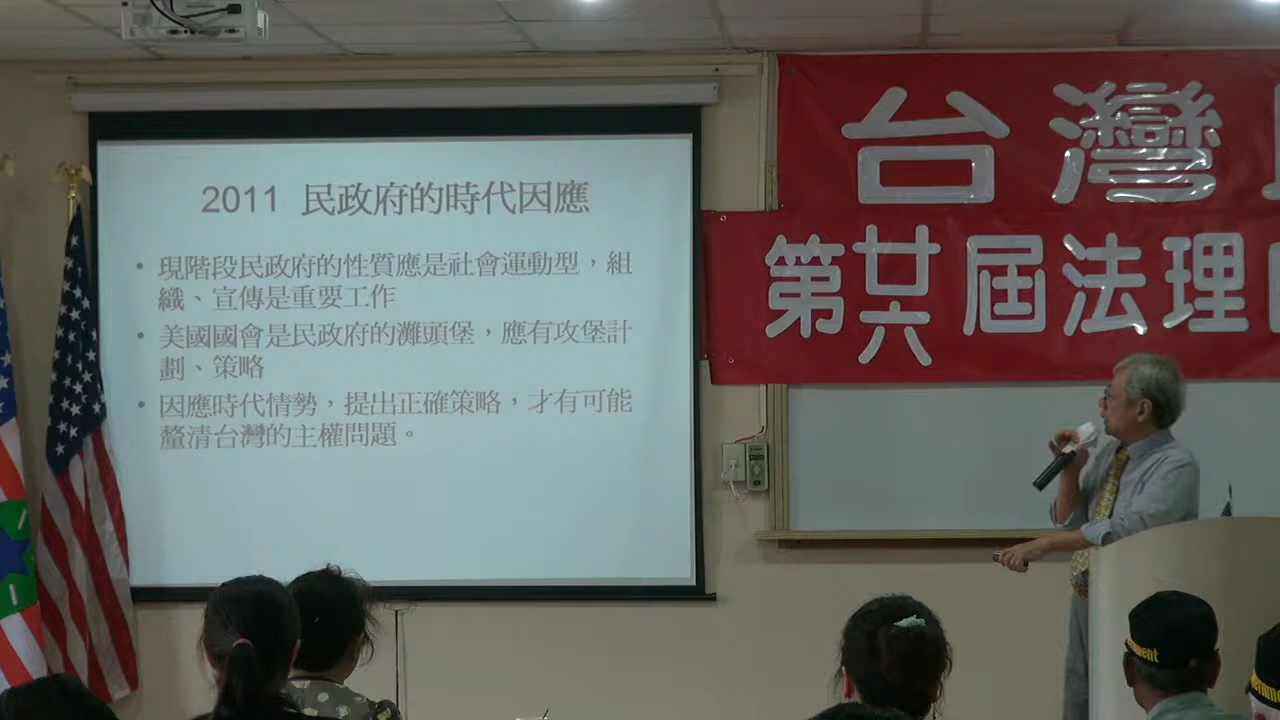 2011 民政府的時代因應
• 現階段民政府的性質應是社會運動型，組
織、宣傳是重要工作
• 美國國會是民政府的灘頭堡，應有攻堡計
劃、策略
• 因應時代情勢，提出正確策略，才有可能
釐清台灣的主權問題。
台灣
第廿六屆法理